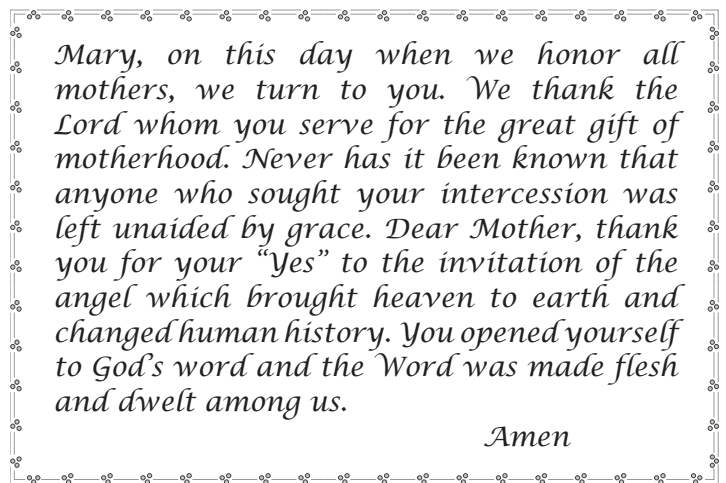 Mary, on this day when we honor all
mothers, we turn to you. We thank the
Lord whom you serve for the great gift of
motherhood. Never has it been known that
anyone who sought your intercession was
left unaided by grace. Dear Mother, thank
you for your “Yes” to the invitation of the
angel which brought heaven to earth and
changed human history. You opened yourself
to God’s word and the Word was made flesh
and dwelt among us.
Amen